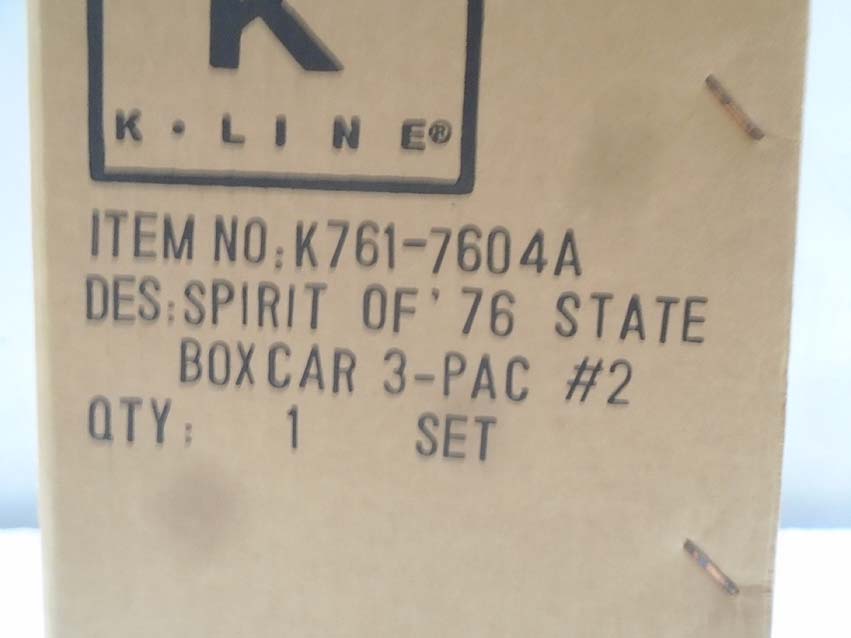 K
K•LINE®
ITEM NO:K761-7604A
DES:SPIRIT OF'76 STATE
BOXCAR 3-PAC #2
QTY: 1 SET